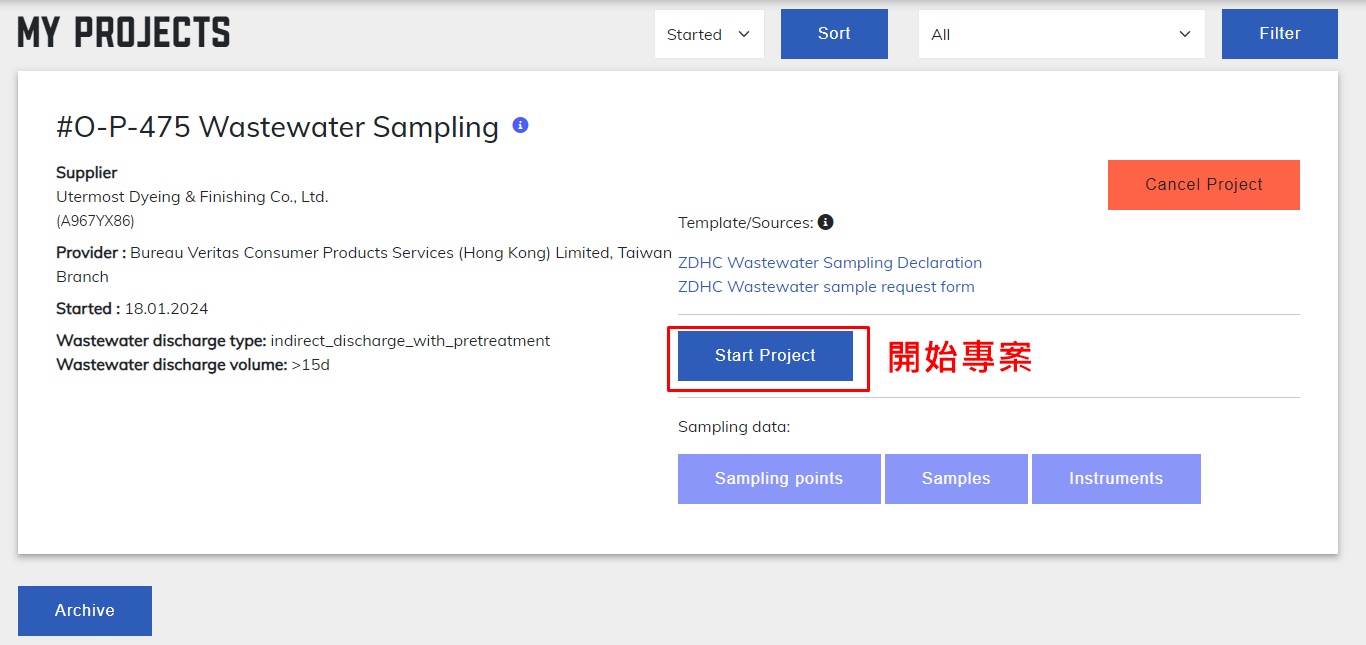 MY PROJECTS
Started
Sort
All
Filter
#O-P-475 Wastewater Sampling
Supplier
Utermost Dyeing & Finishing Co., Ltd.
(A967YX86)
Provider : Bureau Veritas Consumer Products Services (Hong Kong) Limited, Taiwan
Branch
Started : 18.01.2024
Wastewater discharge type: indirect_discharge_with_pretreatment
Wastewater discharge volume: >15d
Cancel Project
Template/Sources:
ZDHC Wastewater Sampling Declaration
ZDHC Wastewater sample request form
Start Project
開始專案
Sampling data:
Sampling points
Samples
Instruments
Archive